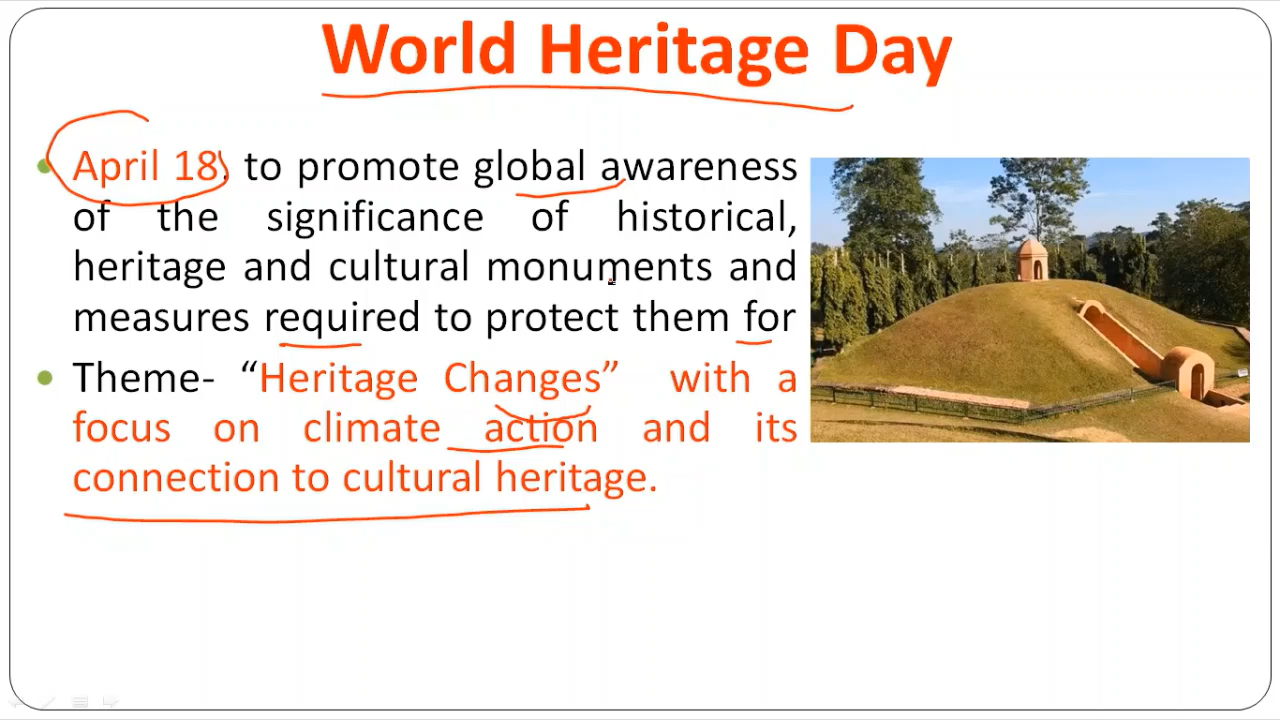 World Heritage Day
April 18, to promote global awareness
of the significance of historical,
heritage and cultural monuments and
measures required to protect them for
Theme- “Heritage Changes” with a
focus on climate action and its
connection to cultural heritage.